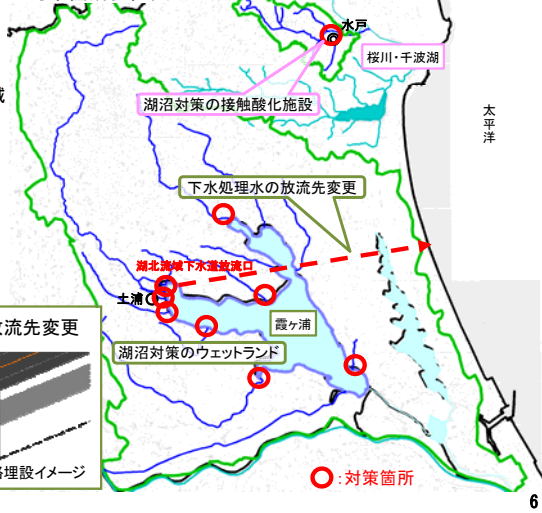 水戸
桜川・千波湖
域
湖沼対策の接触酸化施設
太平洋
下水処理水の放流先変更
湖北流域下水道放流口
土浦
霞ヶ浦
放流先変更
湖沼対策のウェットランド
埋設イメージ
:対策箇所
6